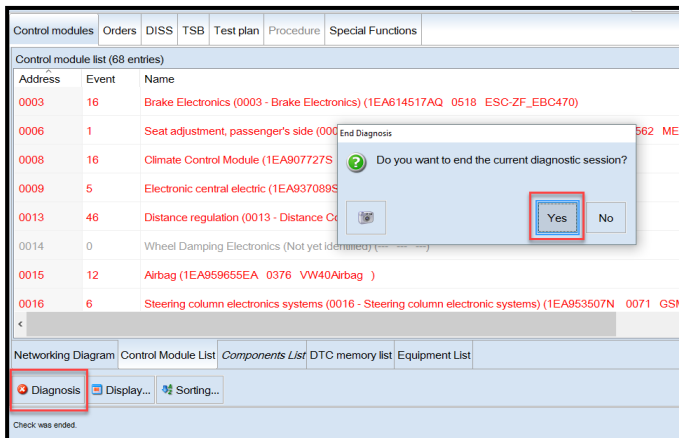 Control modules Orders DISS TSB Test plan Procedure Special Functions
Control module list (68 entries)
Address Event Name
0003 16 Brake Electronics (0003 - Brake Electronics) (1EA614517AQ 0518 ESC-ZF_EBC470)
End Diagnosis
0006 1 Seat adjustment, passenger's side (000 562 ME
Do you want to end the current diagnostic session?
0008 16 Climate Control Module (1EA907727S
0009 5 Electronic central electric (1EA937089S
0013 46 Distance regulation (0013 - Distance Co
Yes No
0014 0 Wheel Damping Electronics (Not yet identified) (--- --- ---)
0015 12 Airbag (1EA959655EA 0376 VW40Airbag )
0016 6 Steering column electronics systems (0016 - Steering column electronic systems) (1EA953507N 0071 GSM
Networking Diagram Control Module List Components List DTC memory list Equipment List
Diagnosis Display... Sorting...
Check was ended.